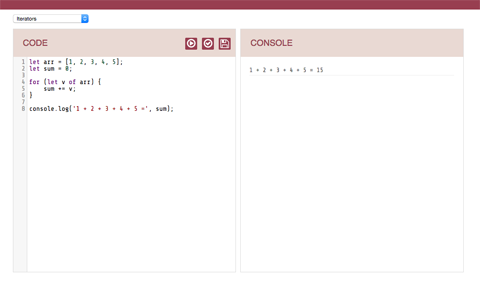 Iterators
CODE
1 let arr = [1, 2, 3, 4, 5];
2 let sum = 0;
3
4 for (let v of arr) {
5 sum += v;
6 }
7
8 console.log('1 + 2 + 3 + 4 + 5 =', sum);
CONSOLE
1 + 2 + 3 + 4 + 5 = 15